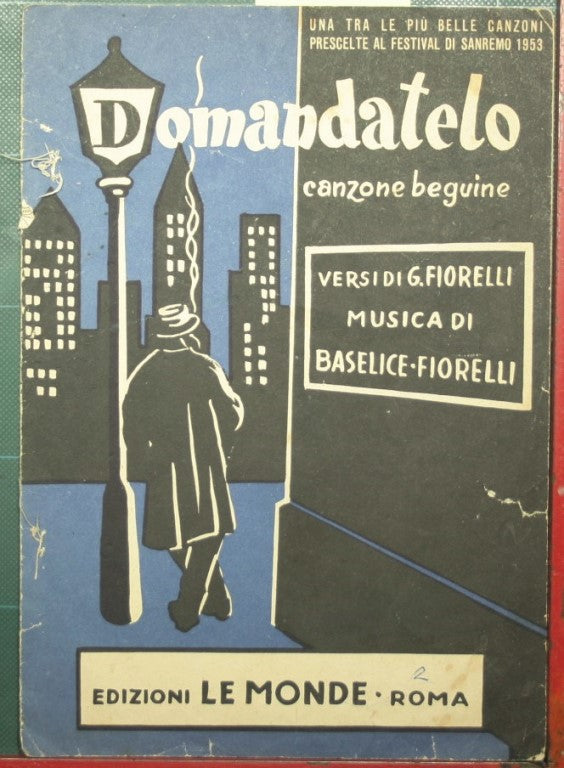 UNA TRA LE PIÙ BELLE CANZONI
PRESCELTE AL FESTIVAL DI SANREMO 1953
Domandatelo
canzone beguine
VERSI DI G. FIORELLI
MUSICA DI
BASELICE • FIORELLI
2
EDIZIONI LE MONDE • ROMA